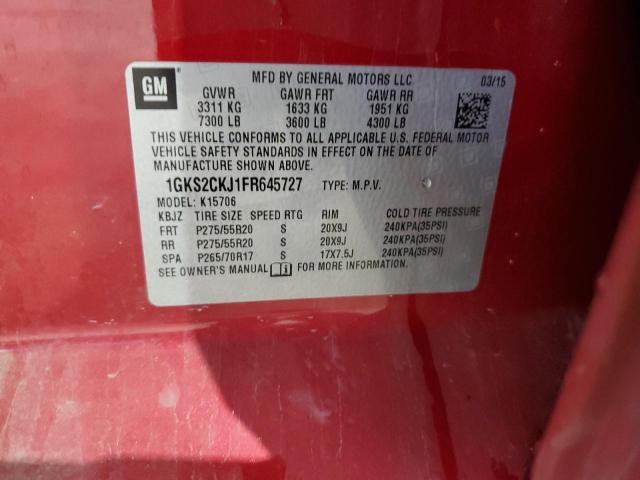 GM
MFD BY GENERAL MOTORS LLC 03/15
GVWR GAWR FRT GAWR RR
3311 KG 1633 KG 1951 KG
7300 LB 3600 LB 4300 LB
THIS VEHICLE CONFORMS TO ALL APPLICABLE U.S. FEDERAL MOTOR
VEHICLE SAFETY STANDARDS IN EFFECT ON THE DATE OF
MANUFACTURE SHOWN ABOVE.
1GKS2CKJ1FR645727 TYPE: M.P.V.
MODEL: K15706
KBJZ TIRE SIZE SPEED RTG RIM COLD TIRE PRESSURE
FRT P275/55R20 S 20X9J 240KPA(35PSI)
RR P275/55R20 S 20X9J 240KPA(35PSI)
SPA P265/70R17 S 17X7.5J 240KPA(35PSI)
SEE OWNER'S MANUAL FOR MORE INFORMATION.